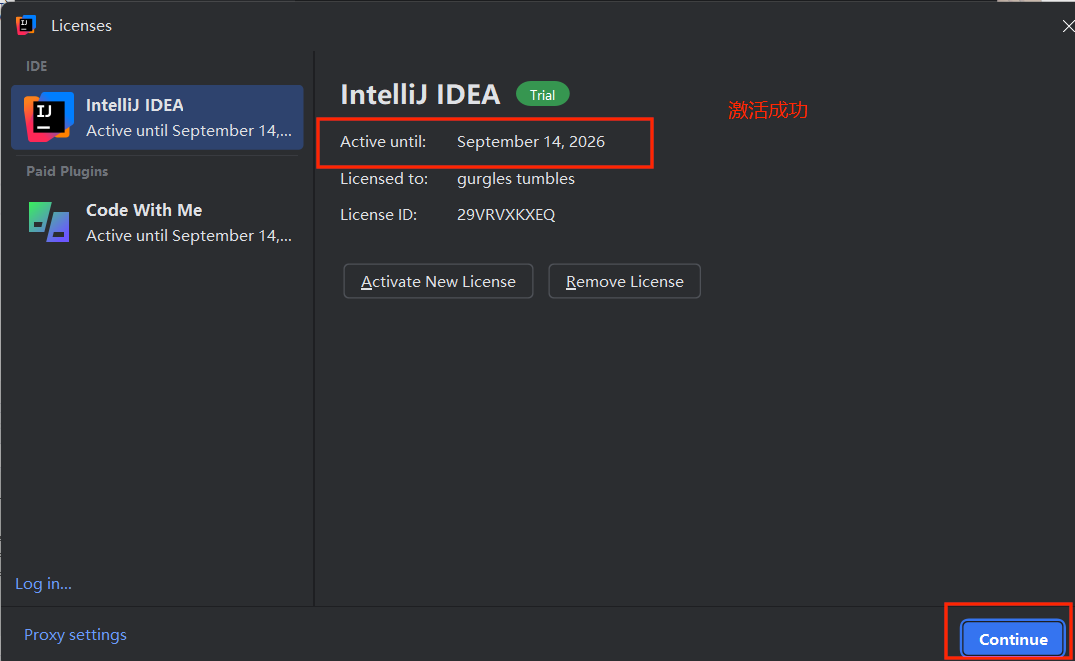 Licenses
IDE
IJ
IntelliJ IDEA
Active until September 14,...
Paid Plugins
Code With Me
Active until September 14,...
IntelliJ IDEA Trial
激活成功
Active until: September 14, 2026
Licensed to: gurgles tumbles
License ID: 29VRVXKXEQ
Activate New License Remove License
Log in...
Proxy settings
Continue